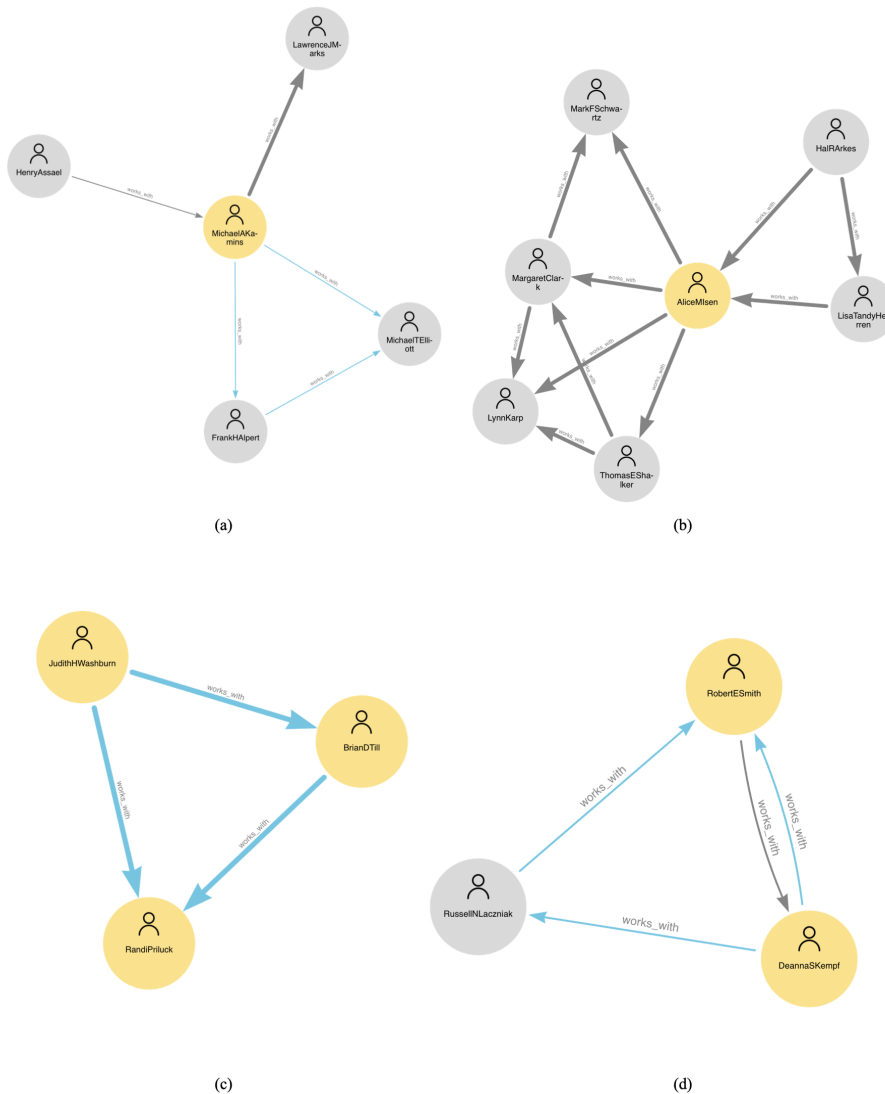 LawrenceJM-
arks
works_with
HenryAssael
works_with
MichaelAKa-
mins
works_with
works_with
MichaelTElli-
ott
works_with
FrankHAlpert
(a)
MarkFSchwa-
rtz
HalRArkes
works_with
works_with
works_with
works_with
MargaretClar-
k
works_with
AliceMIsen
works_with
LisaTandyHe-
rren
works_with
works_with
works_with
LynnKarp
works_with
ThomasESha-
lker
(b)
JudithHWashburn
works_with
BrianDTill
works_with
works_with
RandiPriluck
(c)
RobertESmith
works_with
works_with
works_with
RussellNLaczniak
works_with
DeannaSKempf
(d)